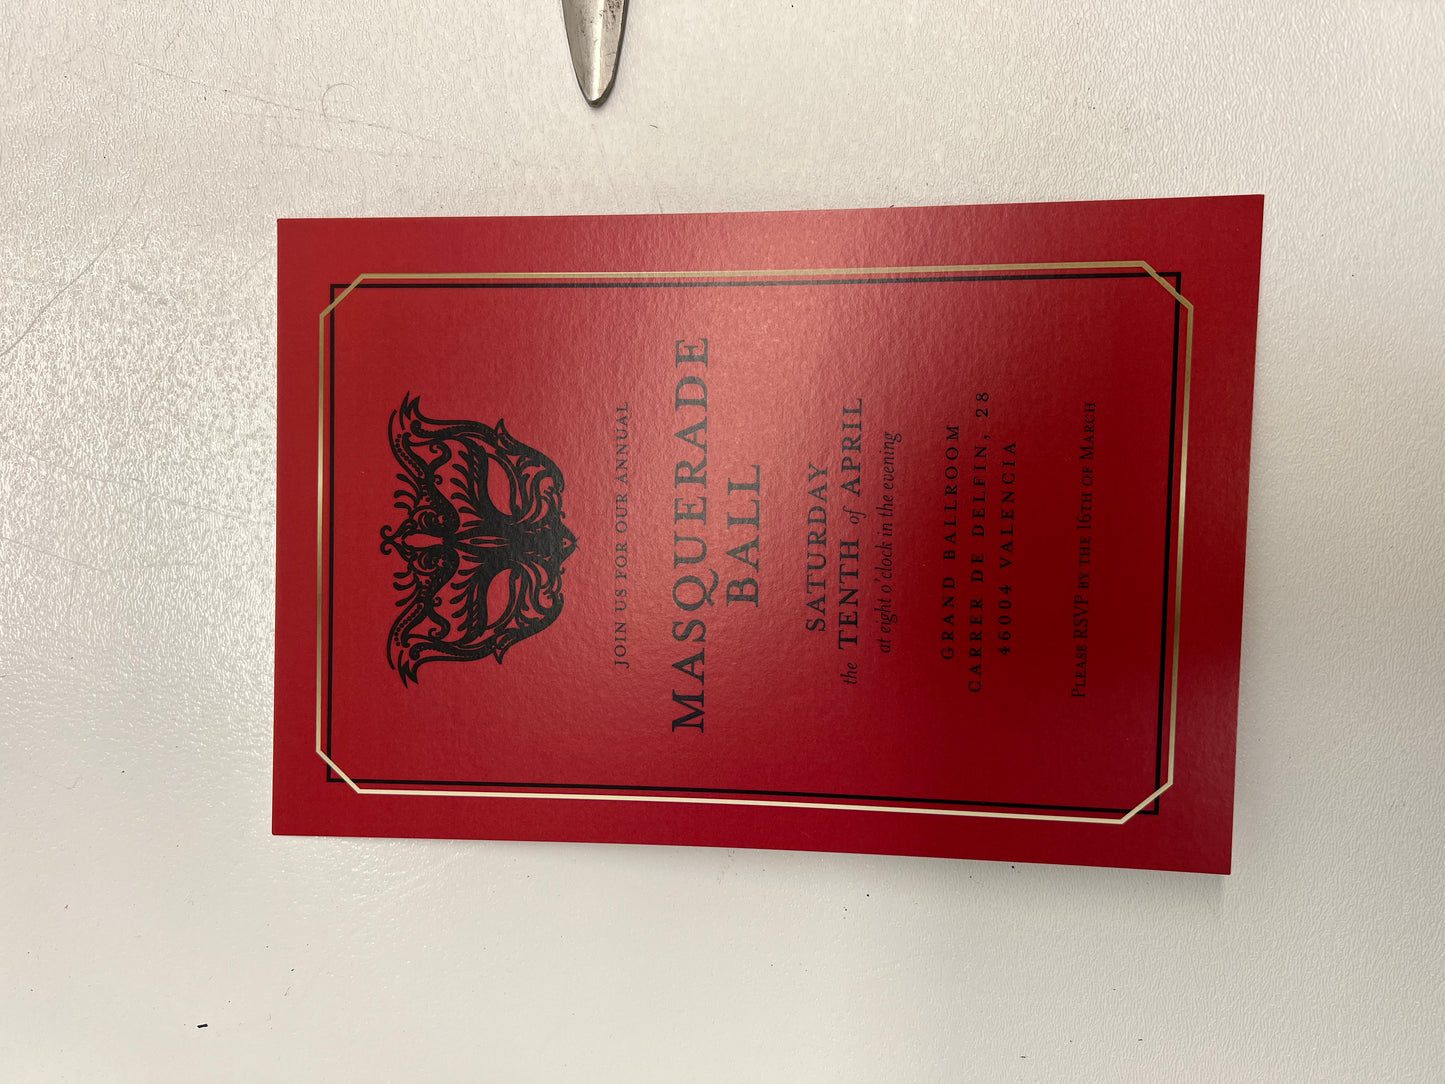 JOIN US FOR OUR ANNUAL
MASQUERADE
BALL
SATURDAY
the TENTH of APRIL
at eight o'clock in the evening
GRAND BALLROOM
CARRER DE DELFIN, 28
46004 VALENCIA
PLEASE RSVP BY THE 16TH OF MARCH